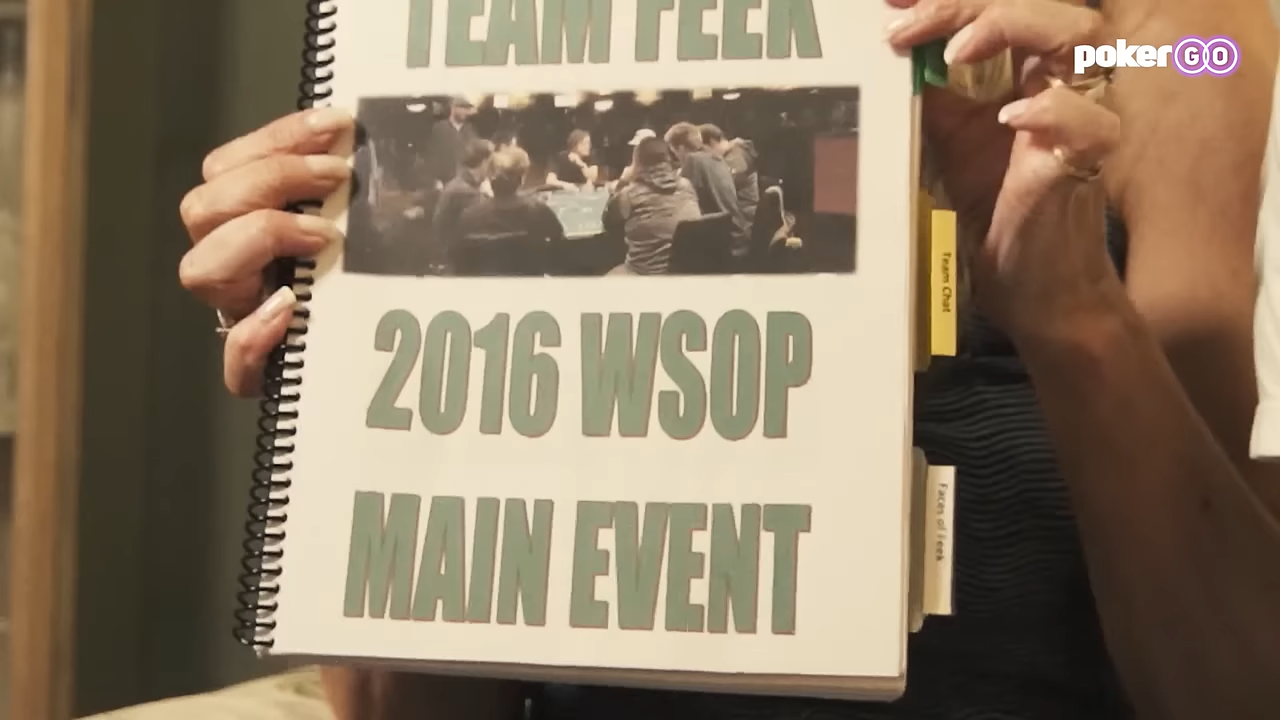 TEAM FEEK
pokerGO
Team Chat
2016 WSOP
MAIN EVENT
Faces of Feek